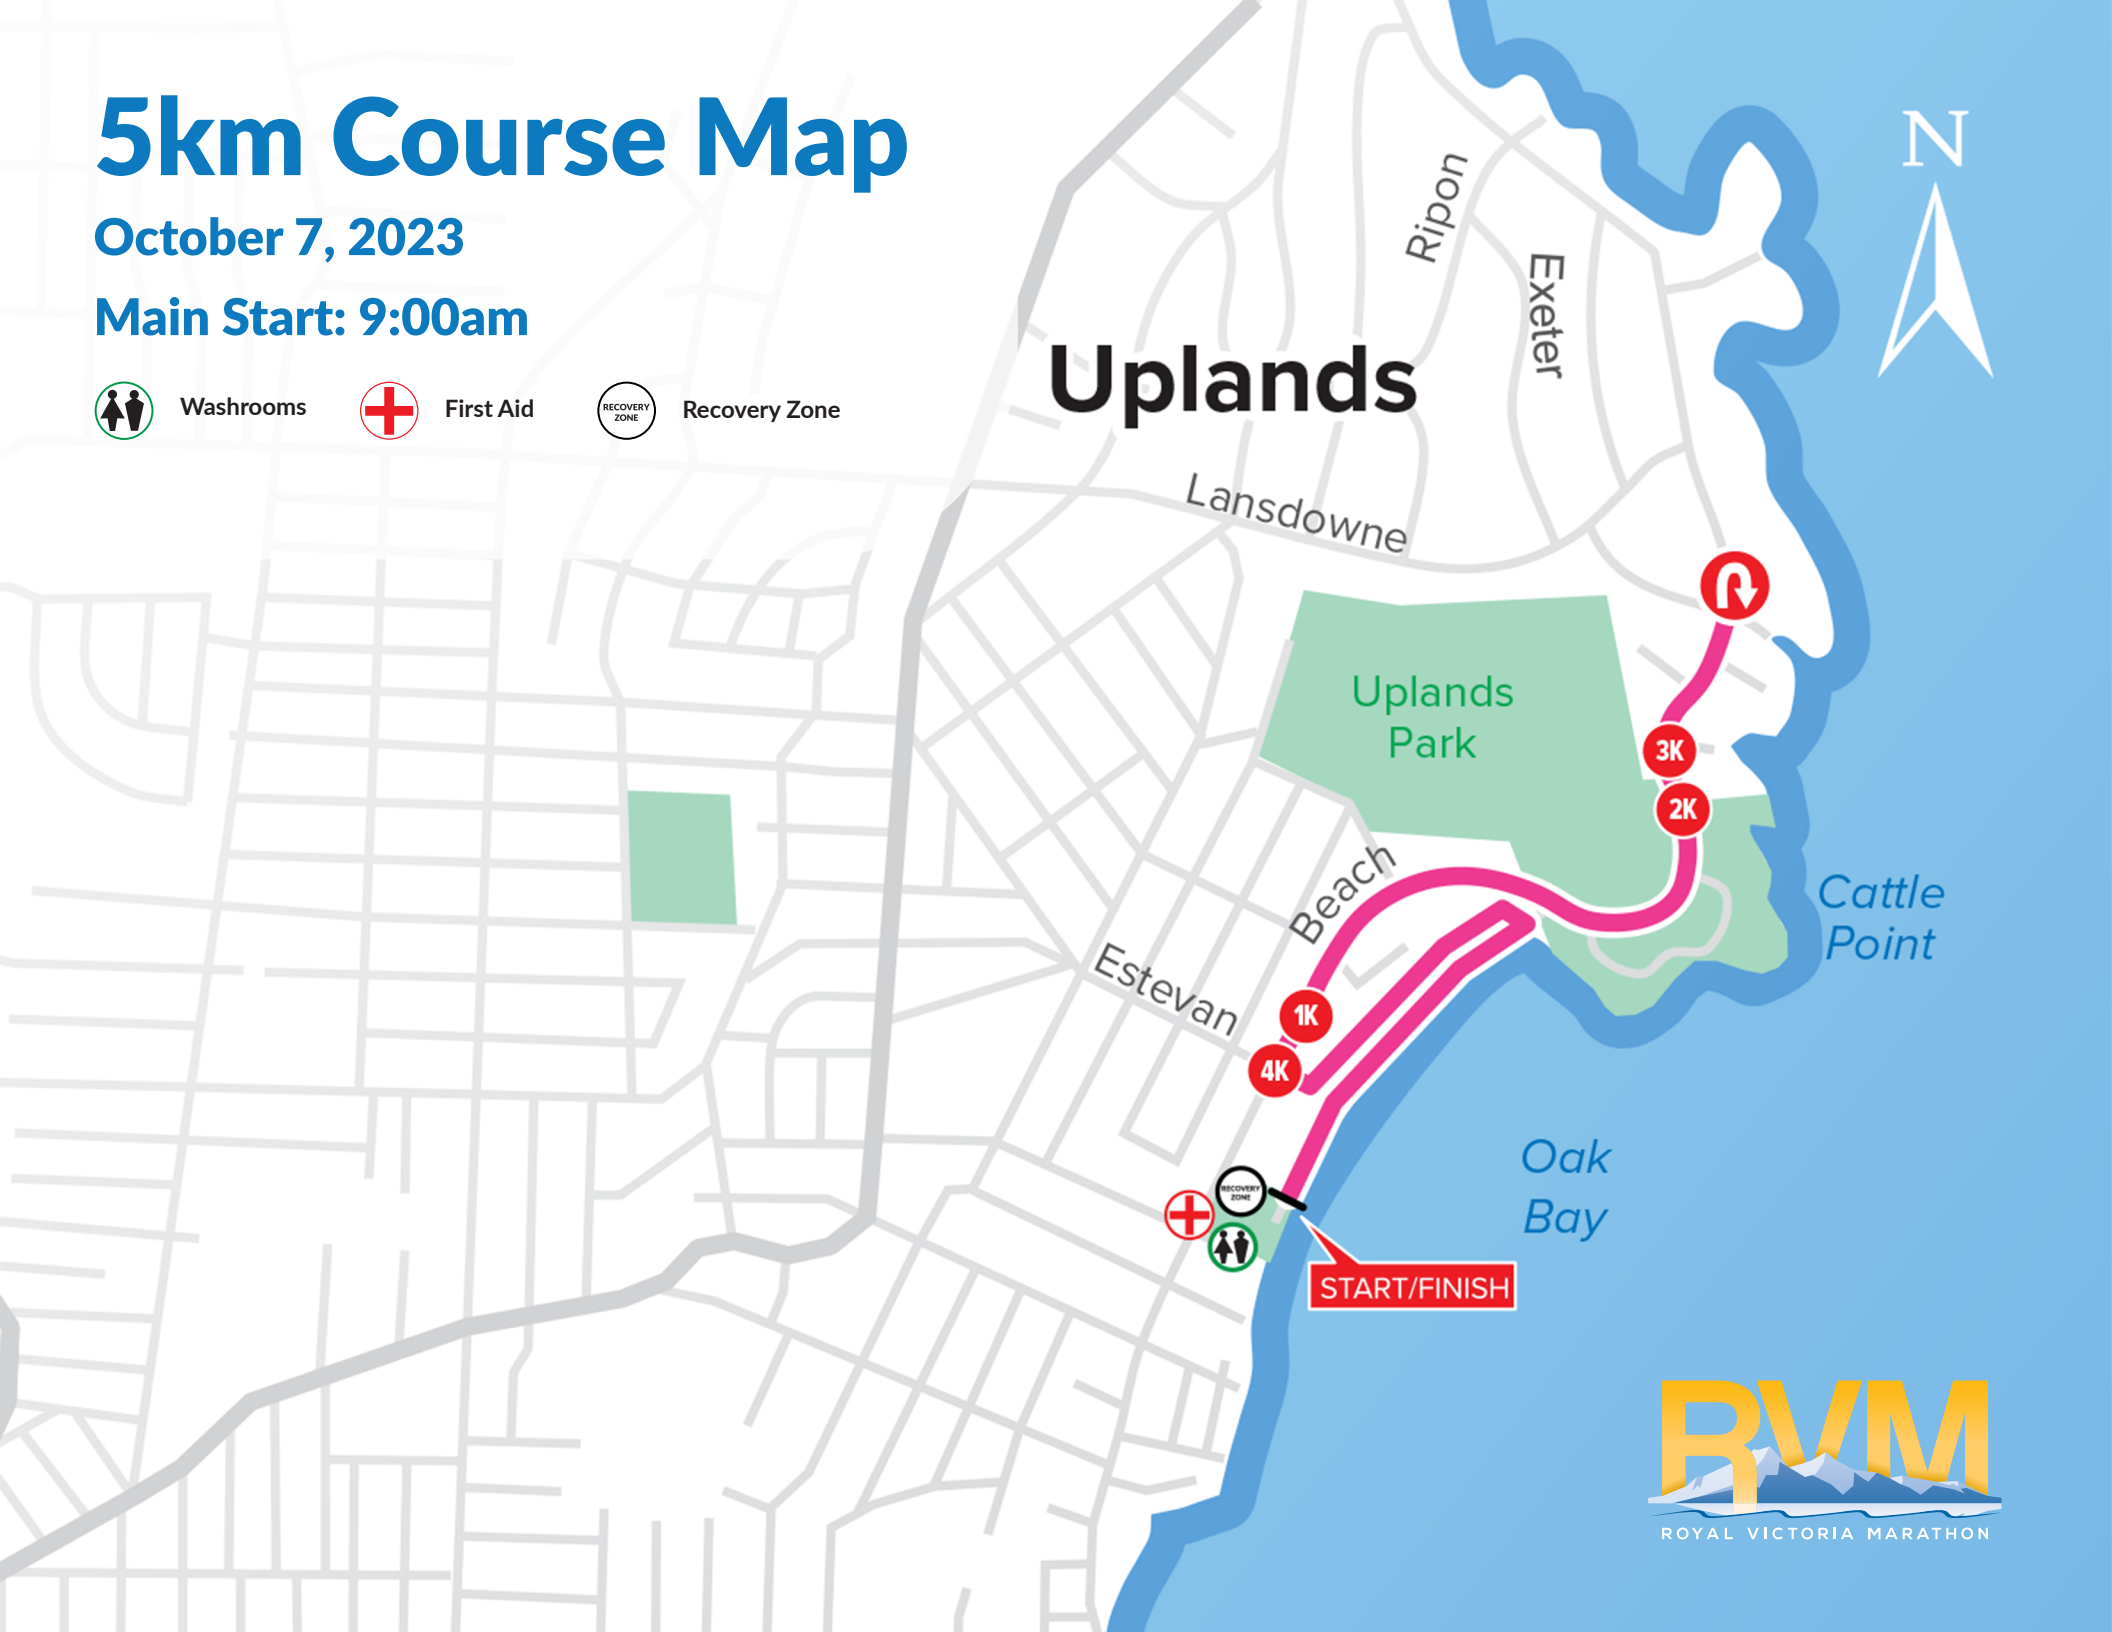 5km Course Map
October 7, 2023
Main Start: 9:00am
Washrooms
First Aid
RECOVERY
ZONE
Recovery Zone
N
Ripon
Exeter
Uplands
Lansdowne
Uplands
Park
3K
2K
Beach
Cattle
Point
Estevan
1K
4K
Oak
Bay
RECOVERY
ZONE
START/FINISH
RVM
ROYAL VICTORIA MARATHON